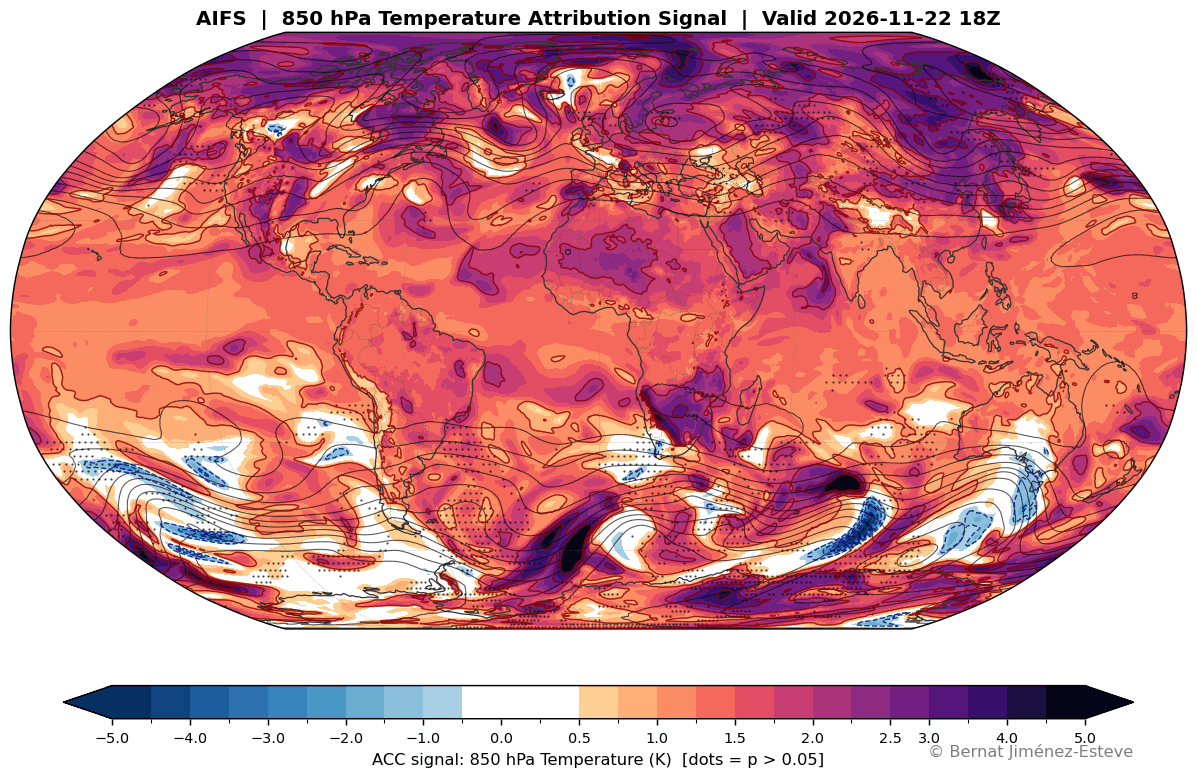 AIFS | 850 hPa Temperature Attribution Signal | Valid 2026-11-22 18Z
−5.0 −4.0 −3.0 −2.0 −1.0 0.0 0.5 1.0 1.5 2.0 2.5 3.0 4.0 5.0
ACC signal: 850 hPa Temperature (K) [dots = p > 0.05]
© Bernat Jiménez-Esteve